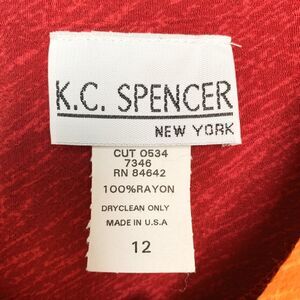 K.C. SPENCER
NEW YORK
CUT 0534
7346
RN 84642
100%RAYON
DRYCLEAN ONLY
MADE IN U.S.A
12